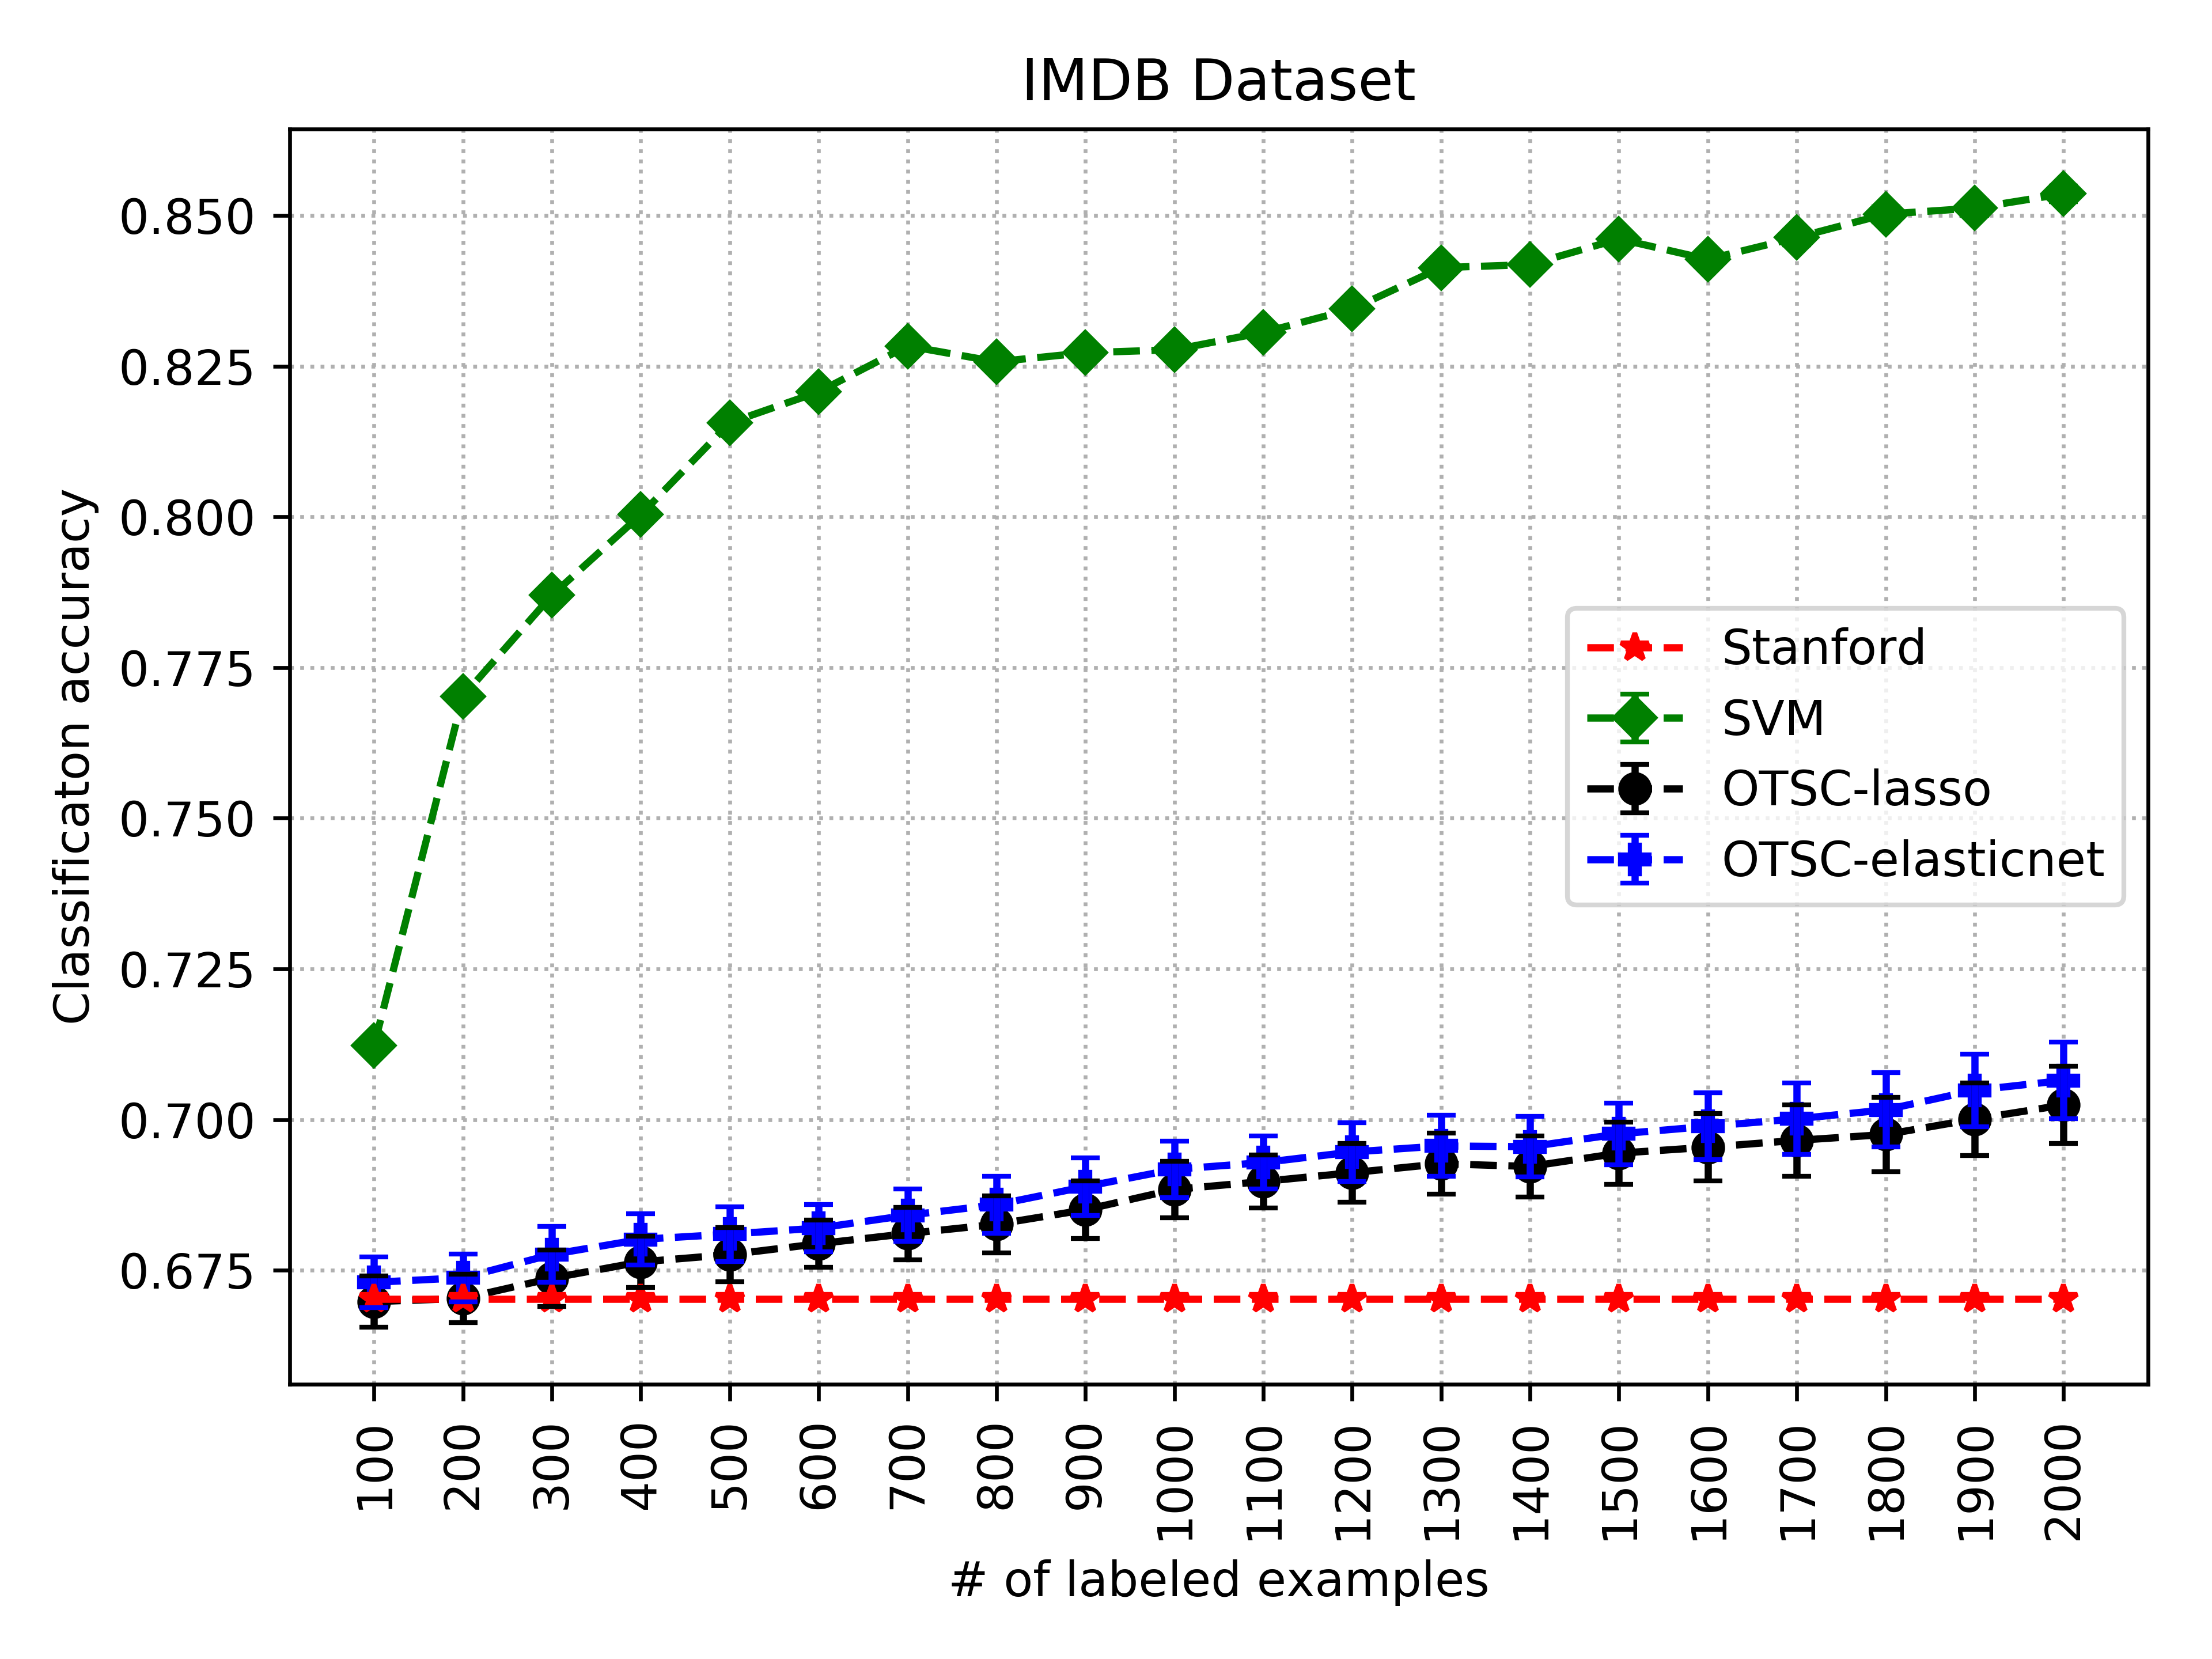 IMDB Dataset
Classificaton accuracy
0.850
0.825
0.800
0.775
0.750
0.725
0.700
0.675
Stanford
SVM
OTSC-lasso
OTSC-elasticnet
100 200 300 400 500 600 700 800 900 1000 1100 1200 1300 1400 1500 1600 1700 1800 1900 2000
# of labeled examples